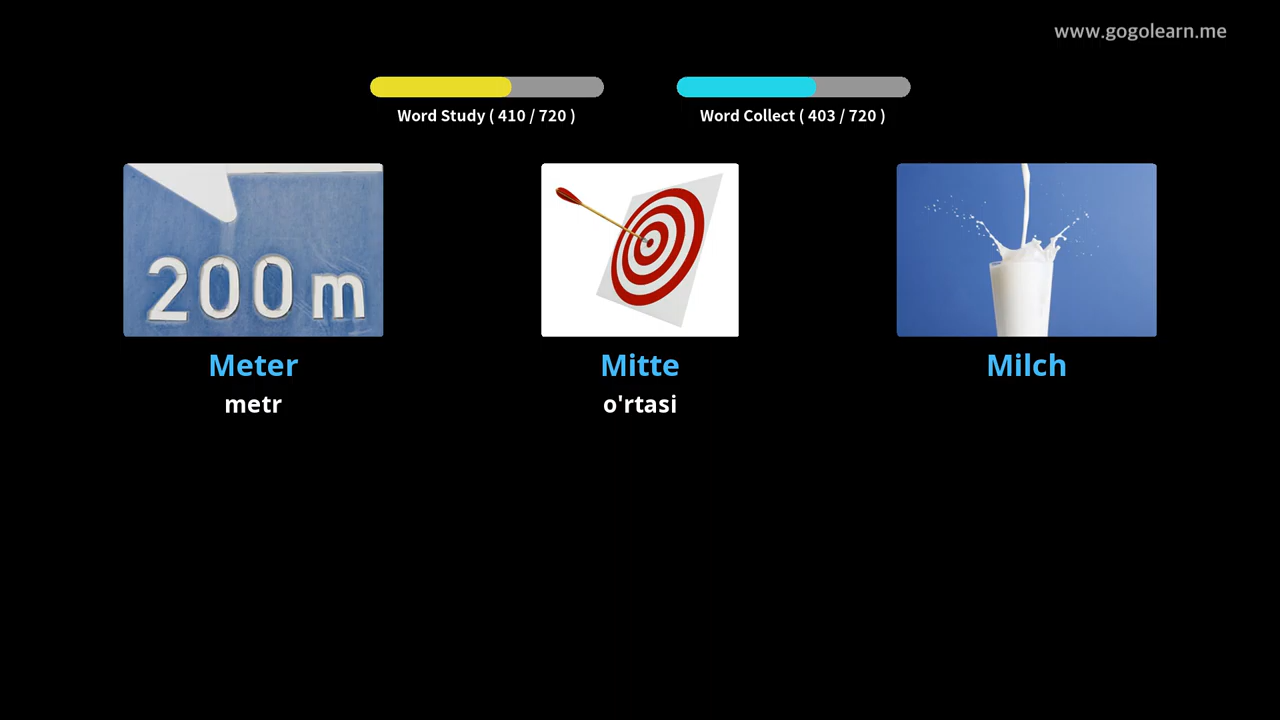 www.gogolearn.me
Word Study ( 410 / 720 )
Word Collect ( 403 / 720 )
200m
Meter
metr
Mitte
o'rtasi
Milch